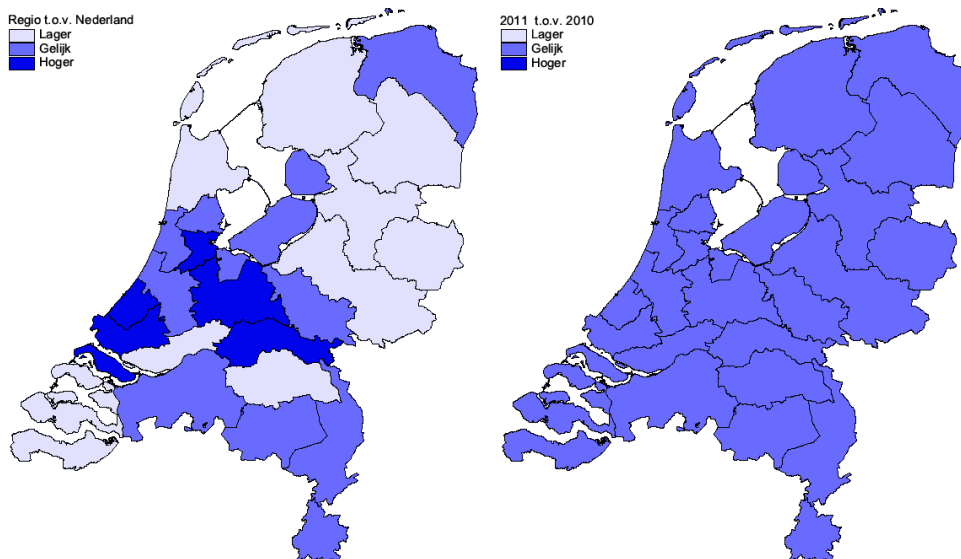 Regio t.o.v. Nederland
Lager
Gelijk
Hoger
2011 t.o.v. 2010
Lager
Gelijk
Hoger